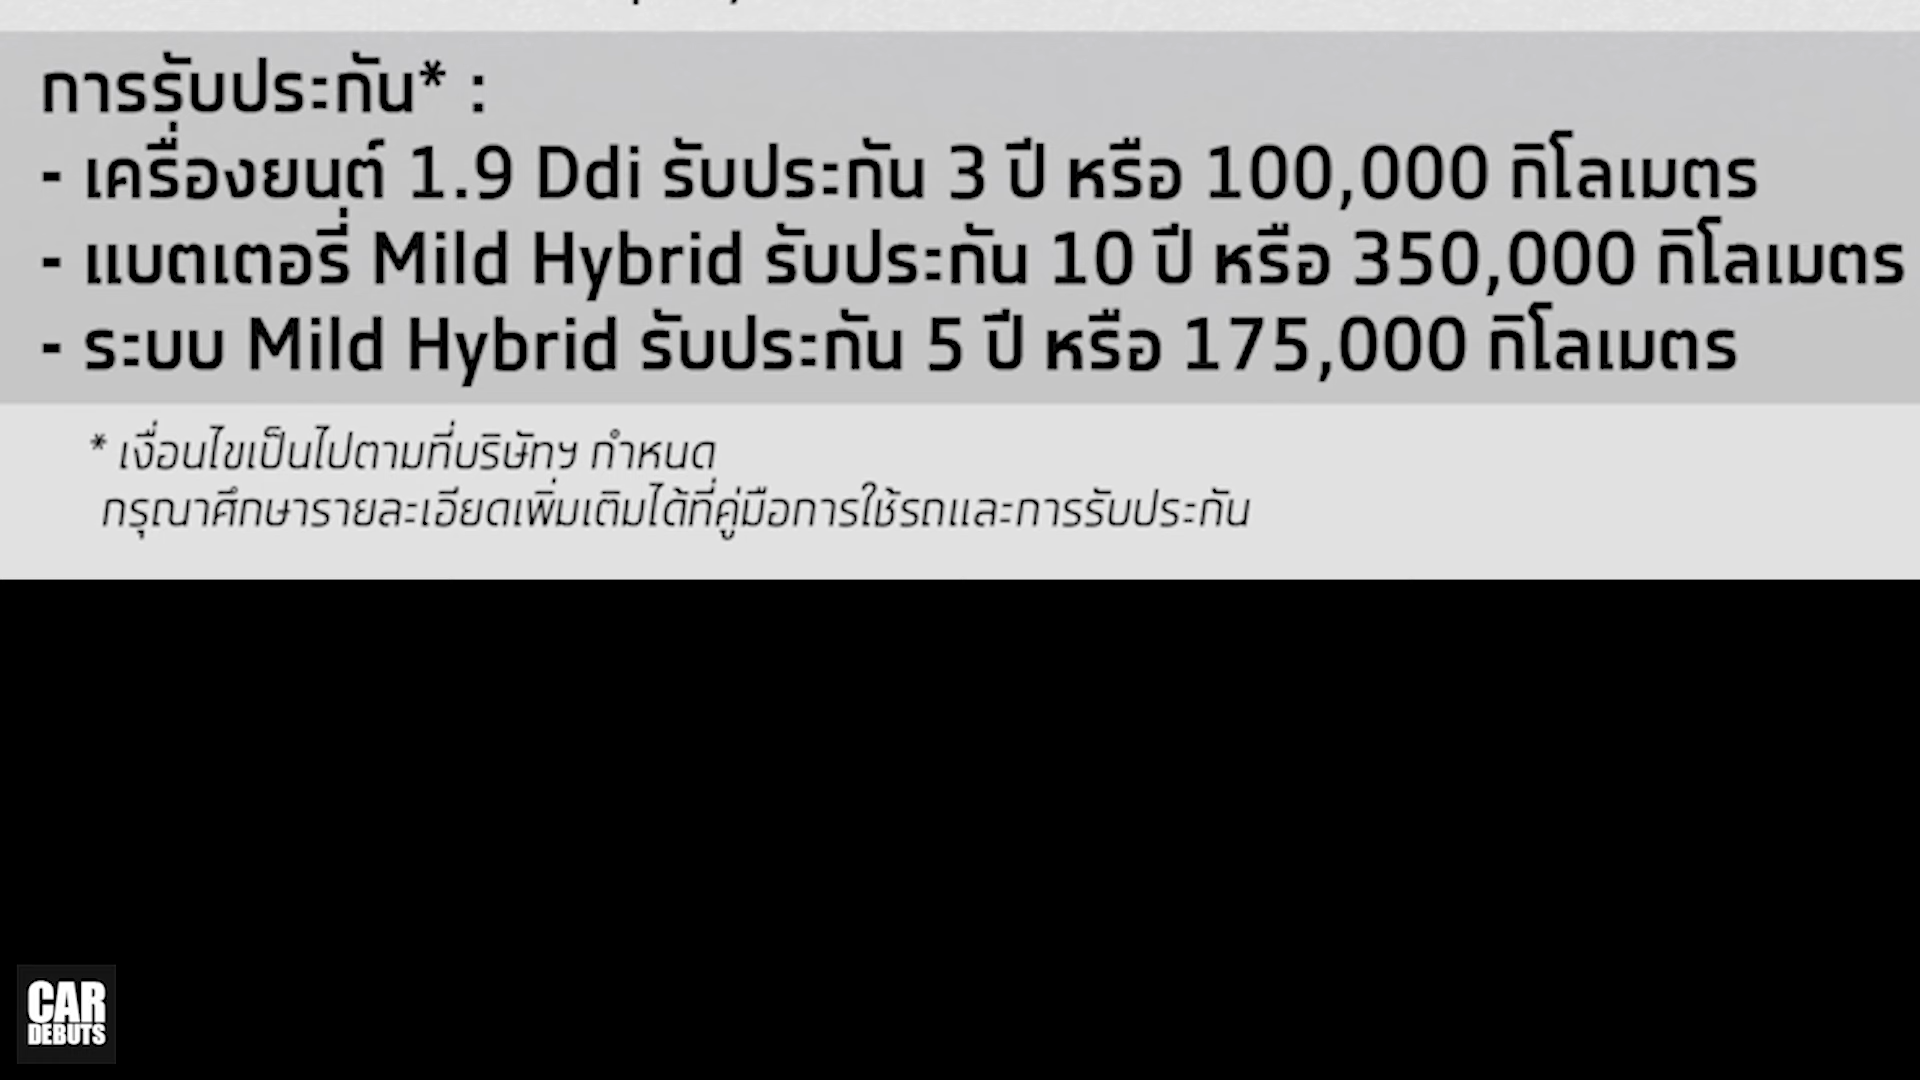 การรับประกัน* :
- เครื่องยนต์ 1.9 Ddi รับประกัน 3 ปี หรือ 100,000 กิโลเมตร
- แบตเตอรี่ Mild Hybrid รับประกัน 10 ปี หรือ 350,000 กิโลเมตร
- ระบบ Mild Hybrid รับประกัน 5 ปี หรือ 175,000 กิโลเมตร
* เงื่อนไขเป็นไปตามที่บริษัทฯ กำหนด
กรุณาศึกษารายละเอียดเพิ่มเติมได้ที่คู่มือการใช้รถและการรับประกัน
CAR
DEBUTS